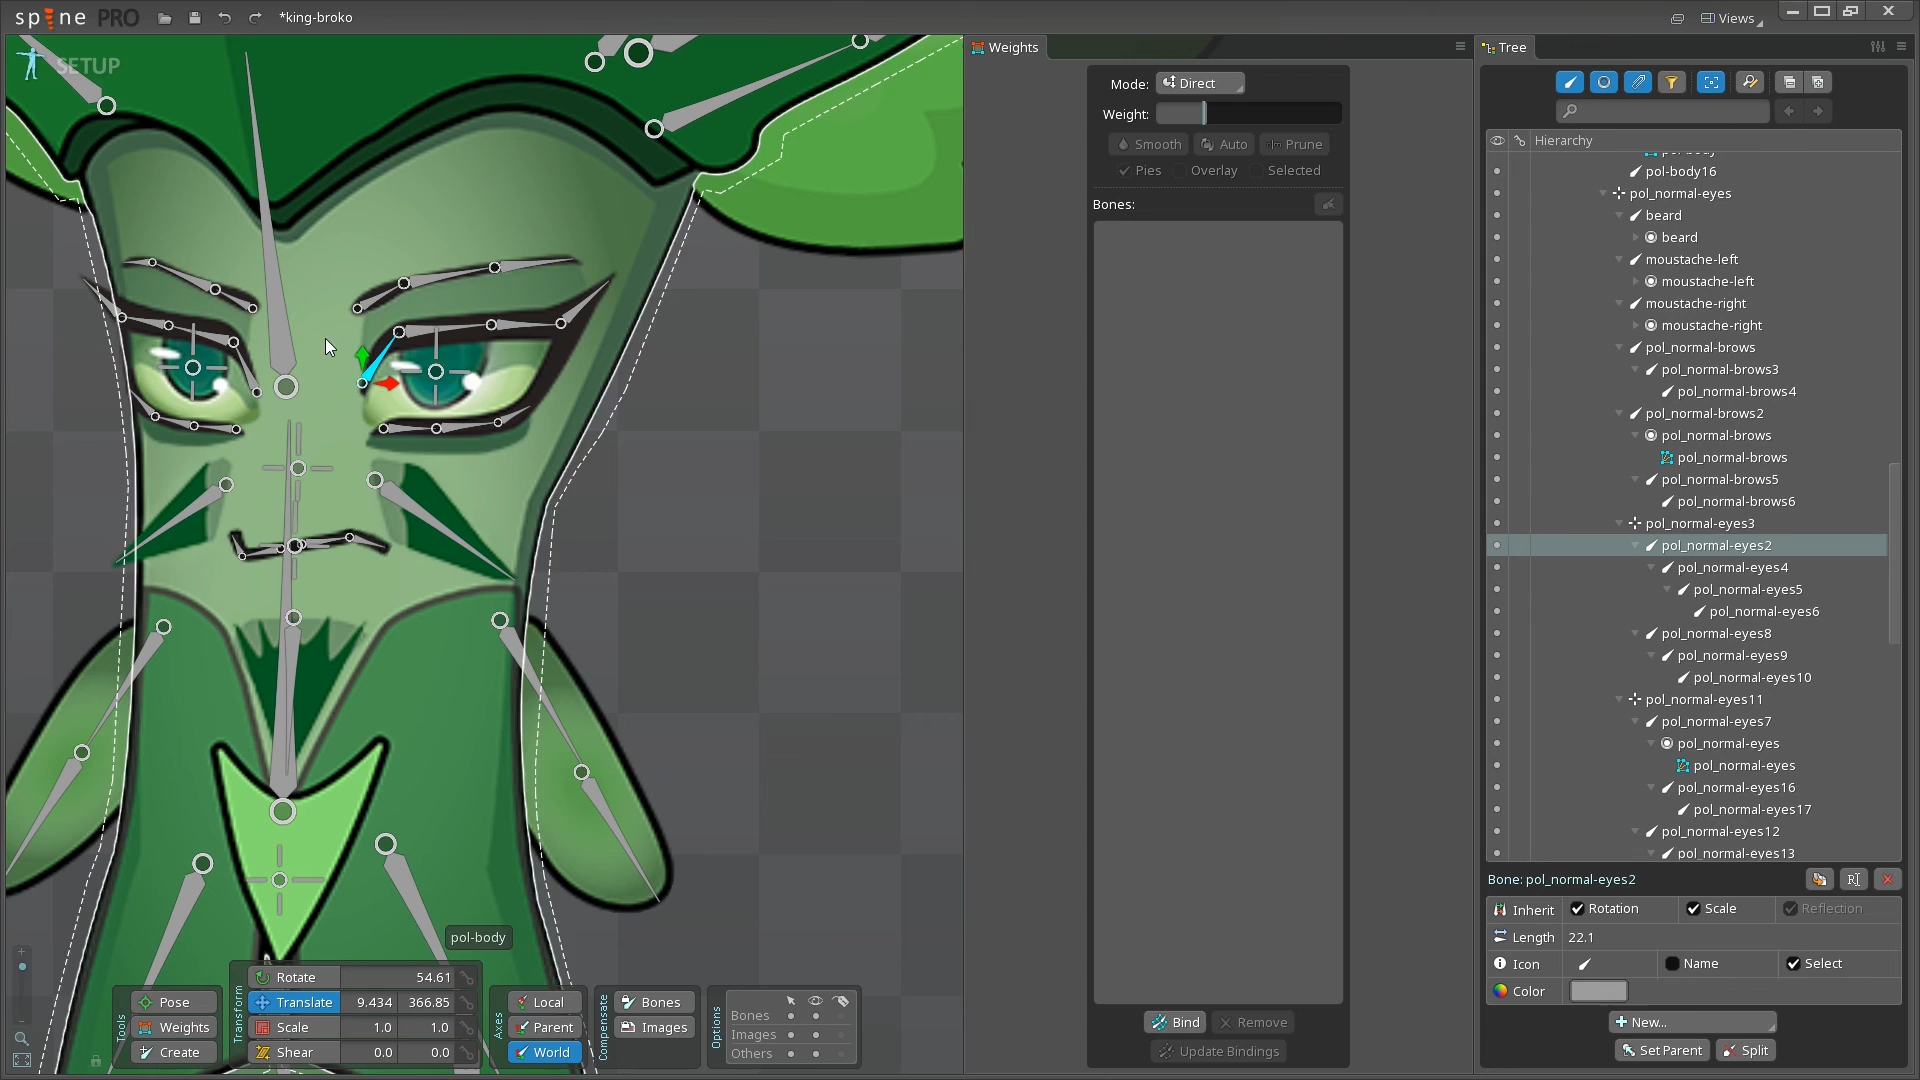 spine PRO
*king-broko
Views
SETUP
Weights
Tree
Mode: Direct
Weight:
Smooth Auto Prune
Pies Overlay Selected
Bones:
Hierarchy
pol-body16
pol_normal-eyes
beard
beard
moustache-left
moustache-left
moustache-right
moustache-right
pol_normal-brows
pol_normal-brows3
pol_normal-brows4
pol_normal-brows2
pol_normal-brows
pol_normal-brows
pol_normal-brows5
pol_normal-brows6
pol_normal-eyes3
pol_normal-eyes2
pol_normal-eyes4
pol_normal-eyes5
pol_normal-eyes6
pol_normal-eyes8
pol_normal-eyes9
pol_normal-eyes10
pol_normal-eyes11
pol_normal-eyes7
pol_normal-eyes
pol_normal-eyes
pol_normal-eyes16
pol_normal-eyes17
pol_normal-eyes12
pol_normal-eyes13
Bone: pol_normal-eyes2
Inherit Rotation Scale Reflection
Length 22.1
Icon Name Select
Color
New...
Set Parent Split
Bind Remove
Update Bindings
pol-body
Tools
Pose
Weights
Create
Transform
Rotate 54.61
Translate 9.434 366.85
Scale 1.0 1.0
Shear 0.0 0.0
Axes
Local
Parent
World
Compensate
Bones
Images
Options
Bones
Images
Others